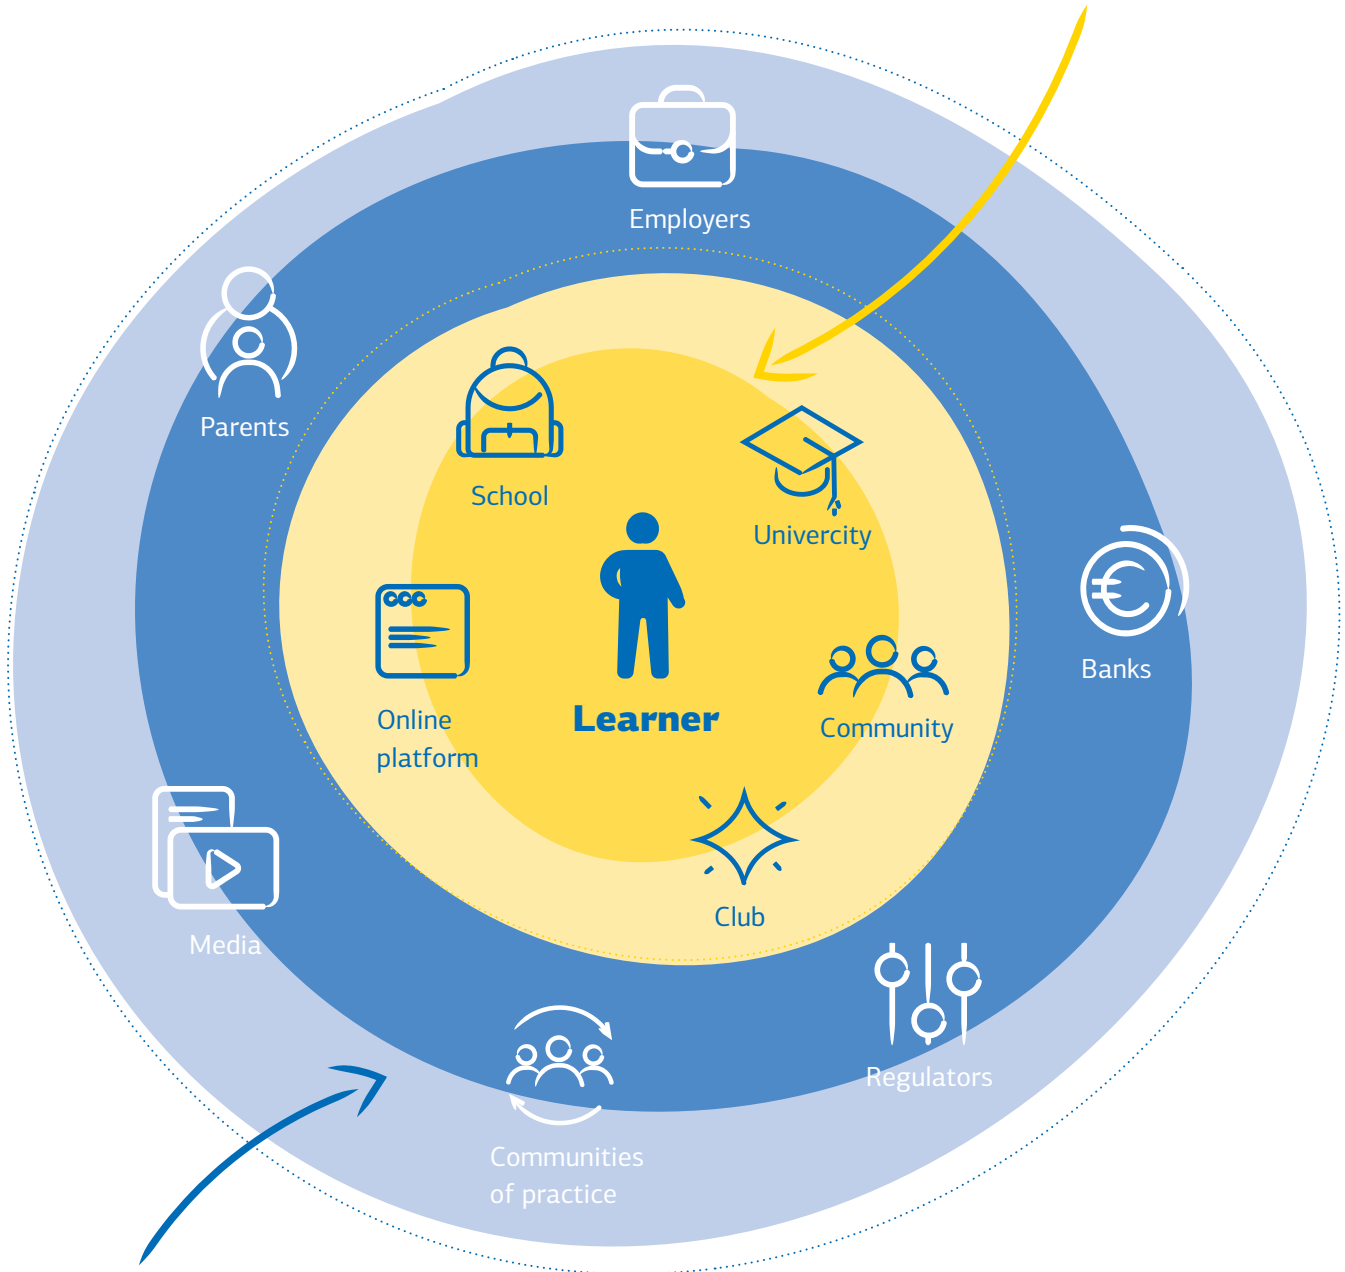 Employers
Parents
School
Univercity
Banks
Online
platform
Learner
Community
Club
Media
Regulators
Communities
of practice